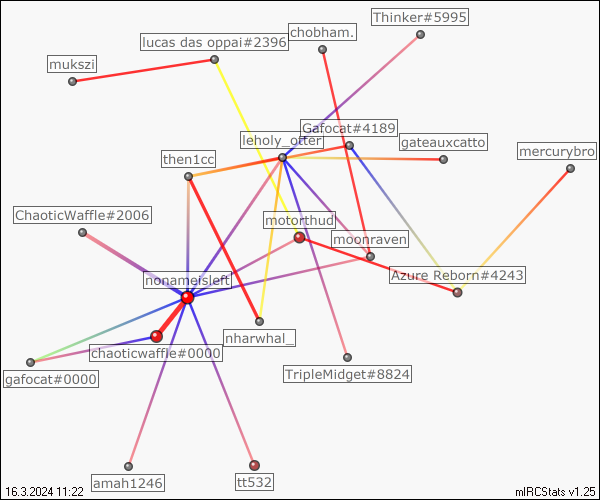 Thinker#5995
chobham.
lucas das oppai#2396
mukszi
Gafocat#4189
leholy_offer
gateauxcatto
mercurybro
then1cc
ChaoticWaffle#2006
motorthud
moonraven
Azure Reborn#4243
nonameisleft
nharwhal_
chaoticwaffle#0000
gafocat#0000
TripleMidget#8824
amah1246
tt532
16.3.2024 11:22
mIRCStats v1.25